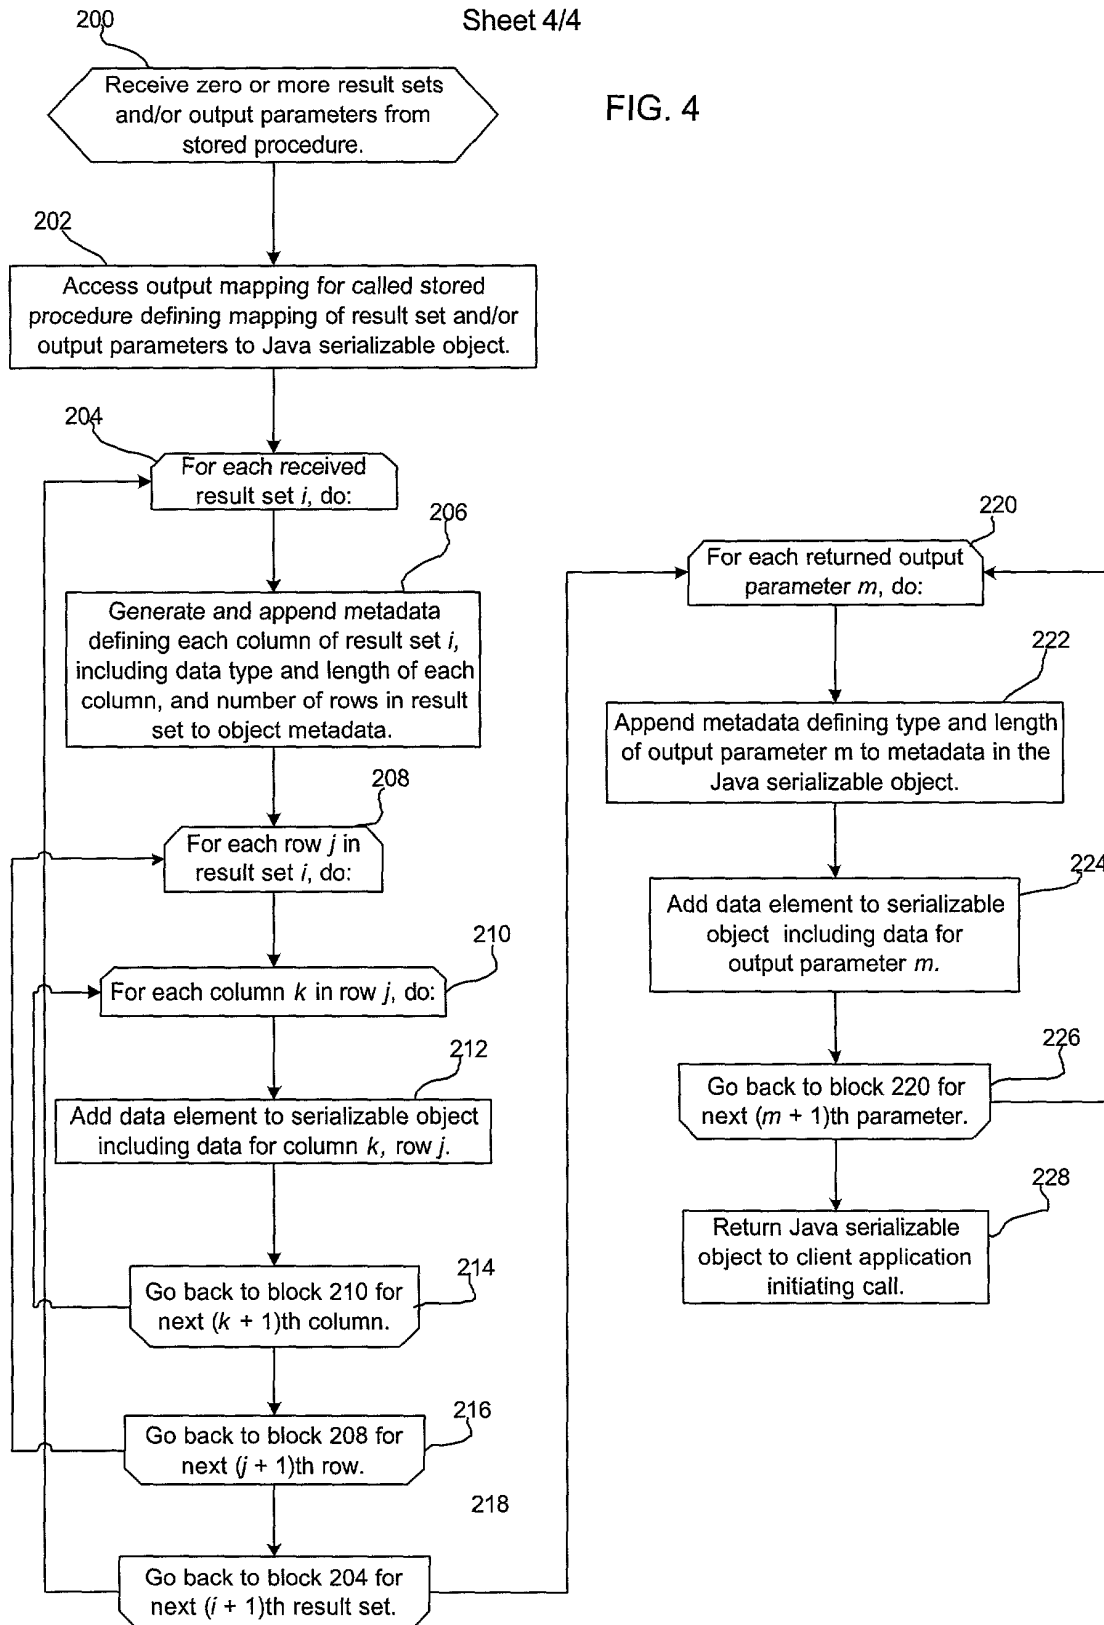 Sheet 4/4
FIG. 4
200
Receive zero or more result sets
and/or output parameters from
stored procedure.
202
Access output mapping for called stored
procedure defining mapping of result set and/or
output parameters to Java serializable object.
204
For each received
result set i, do:
206
Generate and append metadata
defining each column of result set i,
including data type and length of each
column, and number of rows in result
set to object metadata.
208
For each row j in
result set i, do:
210
For each column k in row j, do:
212
Add data element to serializable object
including data for column k, row j.
214
Go back to block 210 for
next (k + 1)th column.
216
Go back to block 208 for
next (j + 1)th row.
218
Go back to block 204 for
next (i + 1)th result set.
220
For each returned output
parameter m, do:
222
Append metadata defining type and length
of output parameter m to metadata in the
Java serializable object.
224
Add data element to serializable
object including data for
output parameter m.
226
Go back to block 220 for
next (m + 1)th parameter.
228
Return Java serializable
object to client application
initiating call.